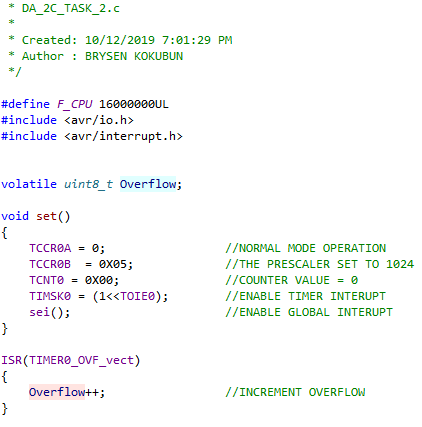 * DA_2C_TASK_2.c
 *
 * Created: 10/12/2019 7:01:29 PM
 * Author : BRYSEN KOKUBUN
 */
#define F_CPU 16000000UL
#include <avr/io.h>
#include <avr/interrupt.h>
volatile uint8_t Overflow;
void set()
{
    TCCR0A = 0;                 //NORMAL MODE OPERATION
    TCCR0B  = 0X05;             //THE PRESCALER SET TO 1024
    TCNT0 = 0X00;               //COUNTER VALUE = 0
    TIMSK0 = (1<<TOIE0);        //ENABLE TIMER INTERUPT
    sei();                      //ENABLE GLOBAL INTERUPT
}
ISR(TIMER0_OVF_vect)
{
    Overflow++;                 //INCREMENT OVERFLOW
}